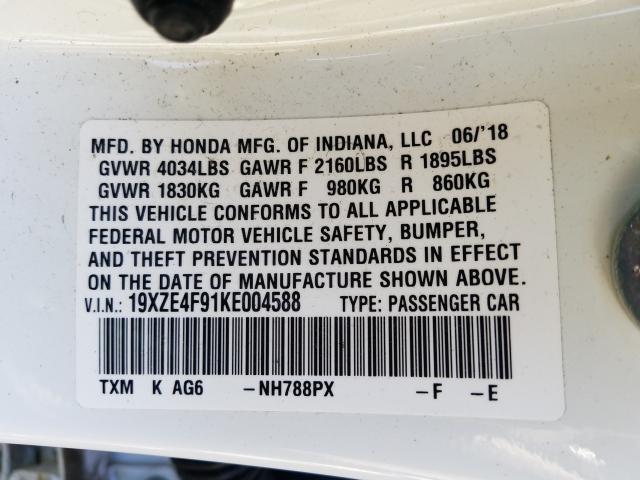 MFD. BY HONDA MFG. OF INDIANA, LLC 06/'18
GVWR 4034LBS GAWR F 2160LBS R 1895LBS
GVWR 1830KG GAWR F 980KG R 860KG
THIS VEHICLE CONFORMS TO ALL APPLICABLE
FEDERAL MOTOR VEHICLE SAFETY, BUMPER,
AND THEFT PREVENTION STANDARDS IN EFFECT
ON THE DATE OF MANUFACTURE SHOWN ABOVE.
V.I.N.: 19XZE4F91KE004588 TYPE: PASSENGER CAR
TXM K AG6 -NH788PX -F -E